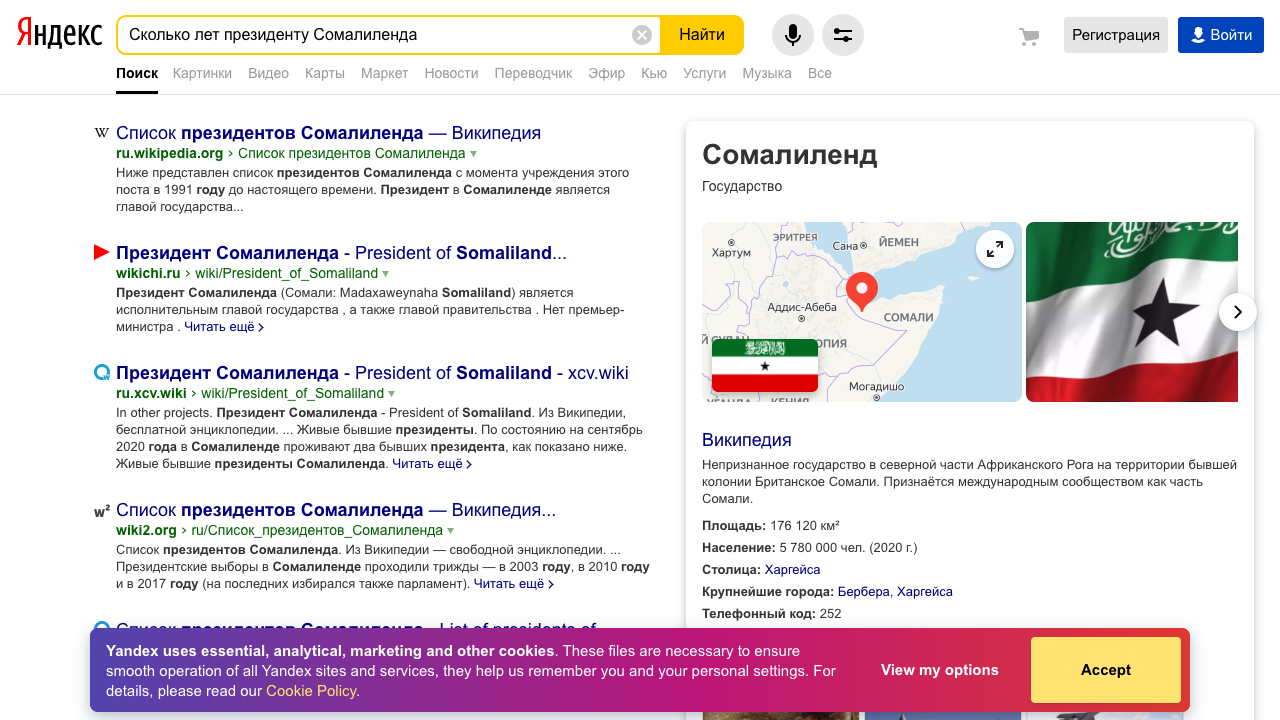 Яндекс
Сколько лет президенту Сомалиленда
Найти
Регистрация
Войти
Поиск Картинки Видео Карты Маркет Новости Переводчик Эфир Кью Услуги Музыка Все
Список президентов Сомалиленда — Википедия
ru.wikipedia.org › Список президентов Сомалиленда
Ниже представлен список президентов Сомалиленда с момента учреждения этого
поста в 1991 году до настоящего времени. Президент в Сомалиленде является
главой государства...
Президент Сомалиленда - President of Somaliland...
wikichi.ru › wiki/President_of_Somaliland
Президент Сомалиленда (Сомали: Madaxaweynaha Somaliland) является
исполнительным главой государства , а также главой правительства . Нет премьер-
министра . Читать ещё ›
Президент Сомалиленда - President of Somaliland - xcv.wiki
ru.xcv.wiki › wiki/President_of_Somaliland
In other projects. Президент Сомалиленда - President of Somaliland. Из Википедии,
бесплатной энциклопедии. ... Живые бывшие президенты. По состоянию на сентябрь
2020 года в Сомалиленде проживают два бывших президента, как показано ниже.
Живые бывшие президенты Сомалиленда. Читать ещё ›
Список президентов Сомалиленда — Википедия...
wiki2.org › ru/Список_президентов_Сомалиленда
Список президентов Сомалиленда. Из Википедии — свободной энциклопедии. ...
Президентские выборы в Сомалиленде проходили трижды — в 2003 году, в 2010 году
и в 2017 году (на последних избирался также парламент). Читать ещё ›
Список президентов Сомалиленда - List of presidents of
Сомалиленд
Государство
ЭРИТРЕЯ
Хартум
Сана
ЙЕМЕН
Аддис-Абеба
СОМАЛИ
ОПИЯ
Могадишо
Википедия
Непризнанное государство в северной части Африканского Рога на территории бывшей
колонии Британское Сомали. Признаётся международным сообществом как часть
Сомали.
Площадь: 176 120 км²
Население: 5 780 000 чел. (2020 г.)
Столица: Харгейса
Крупнейшие города: Бербера, Харгейса
Телефонный код: 252
Yandex uses essential, analytical, marketing and other cookies. These files are necessary to ensure
smooth operation of all Yandex sites and services, they help us remember you and your personal settings. For
details, please read our Cookie Policy.
View my options
Accept